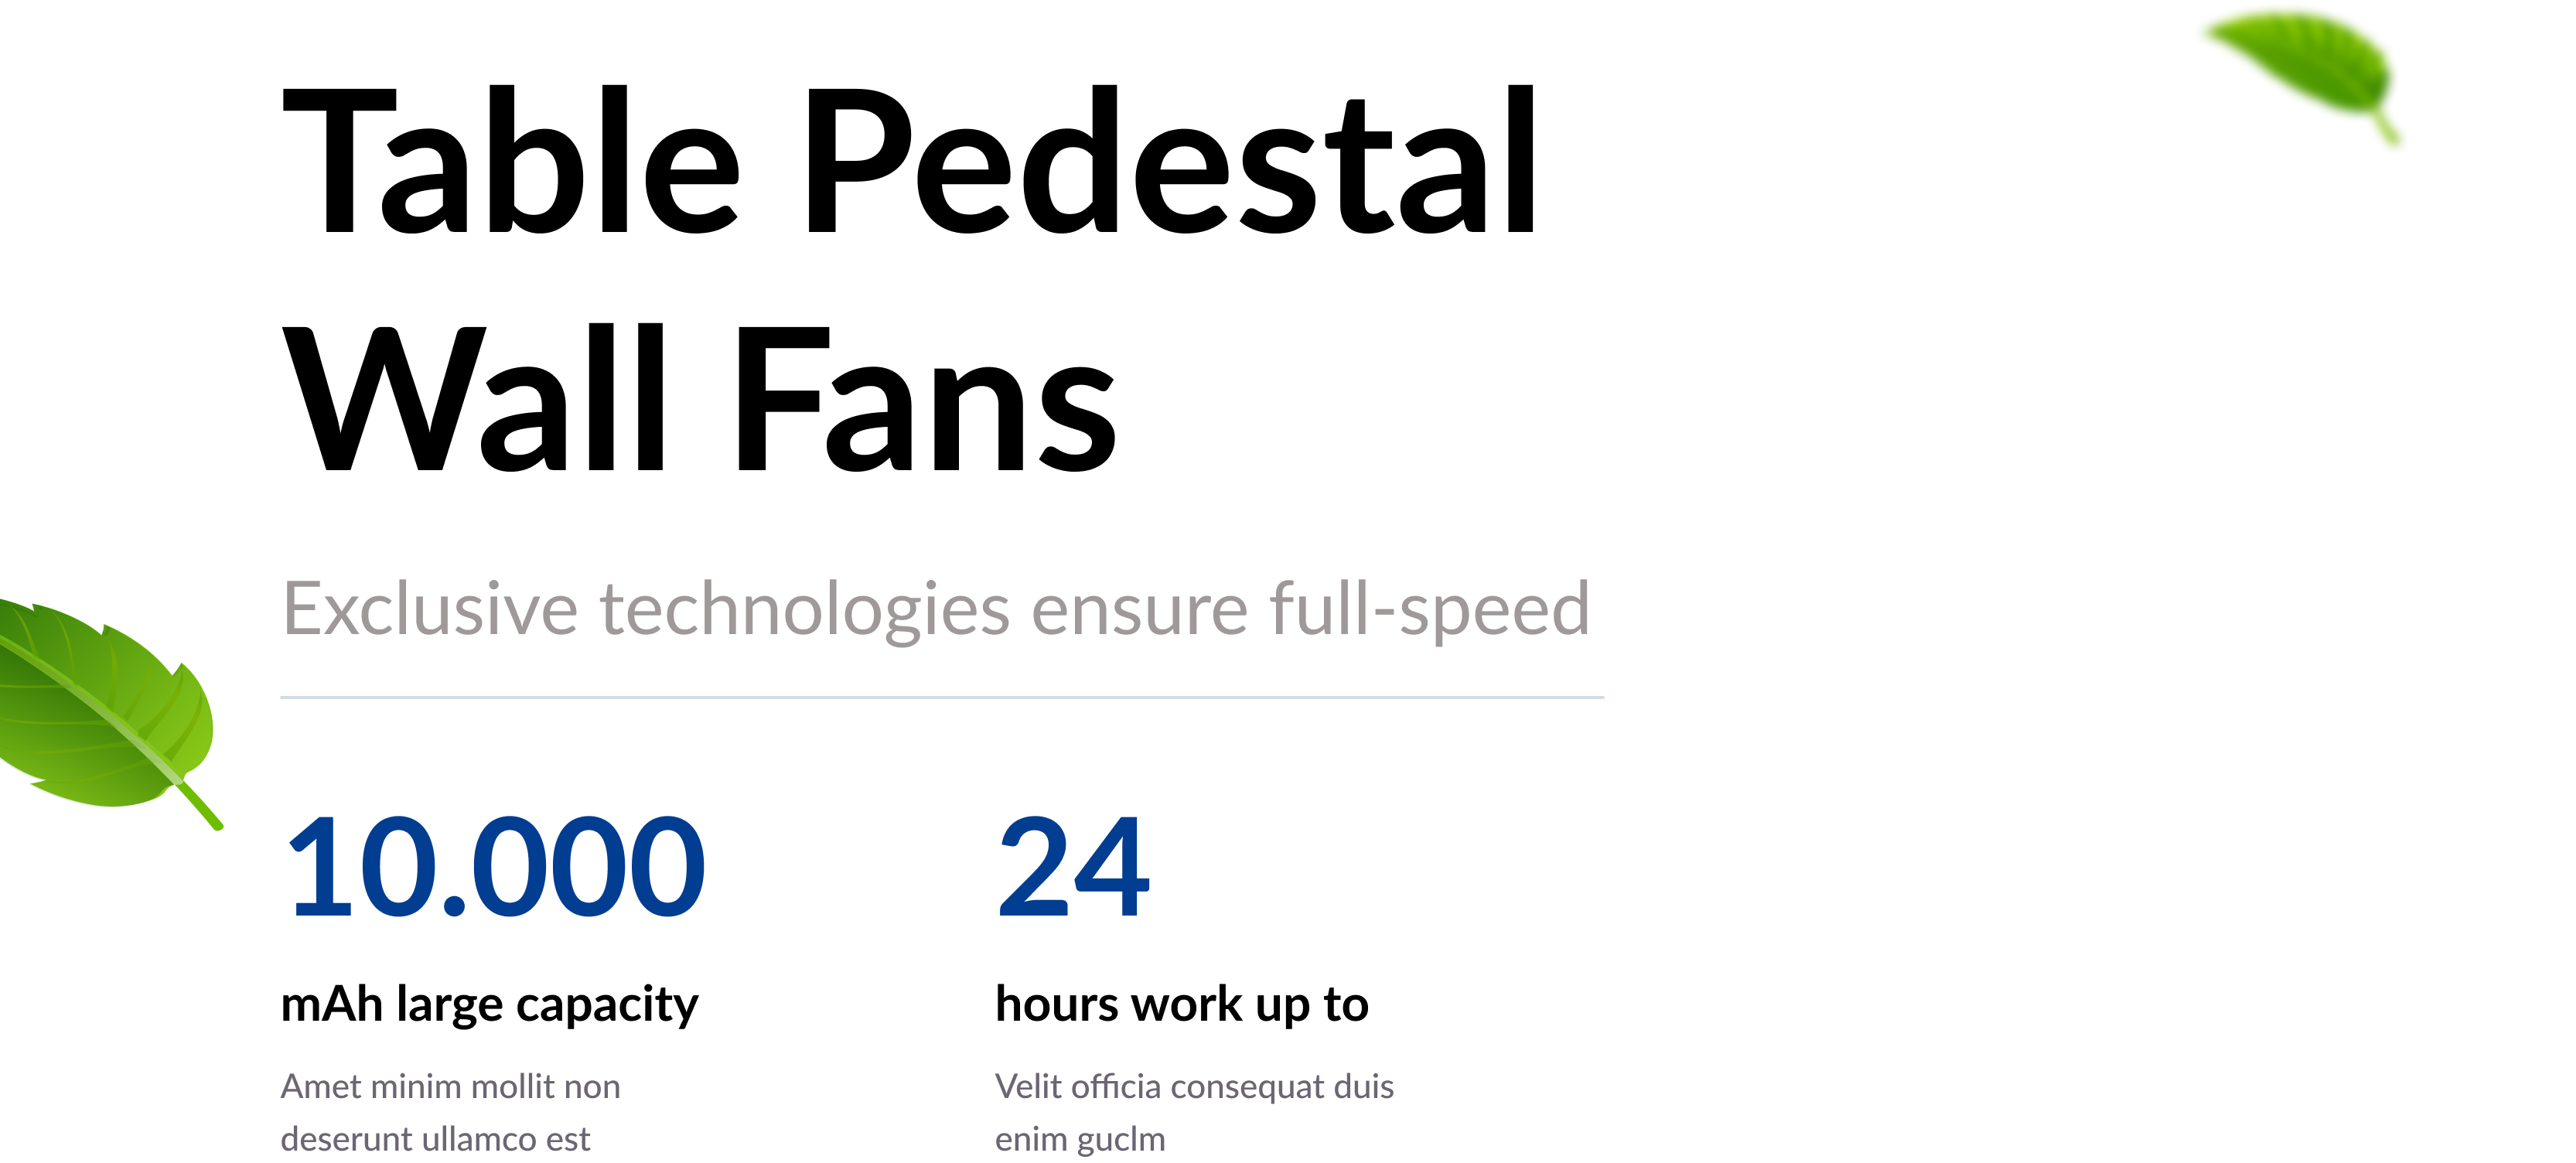 Table Pedestal
Wall Fans
Exclusive technologies ensure full-speed
10.000
24
mAh large capacity
hours work up to
Amet minim mollit non
deserunt ullamco est
Velit officia consequat duis
enim guclm